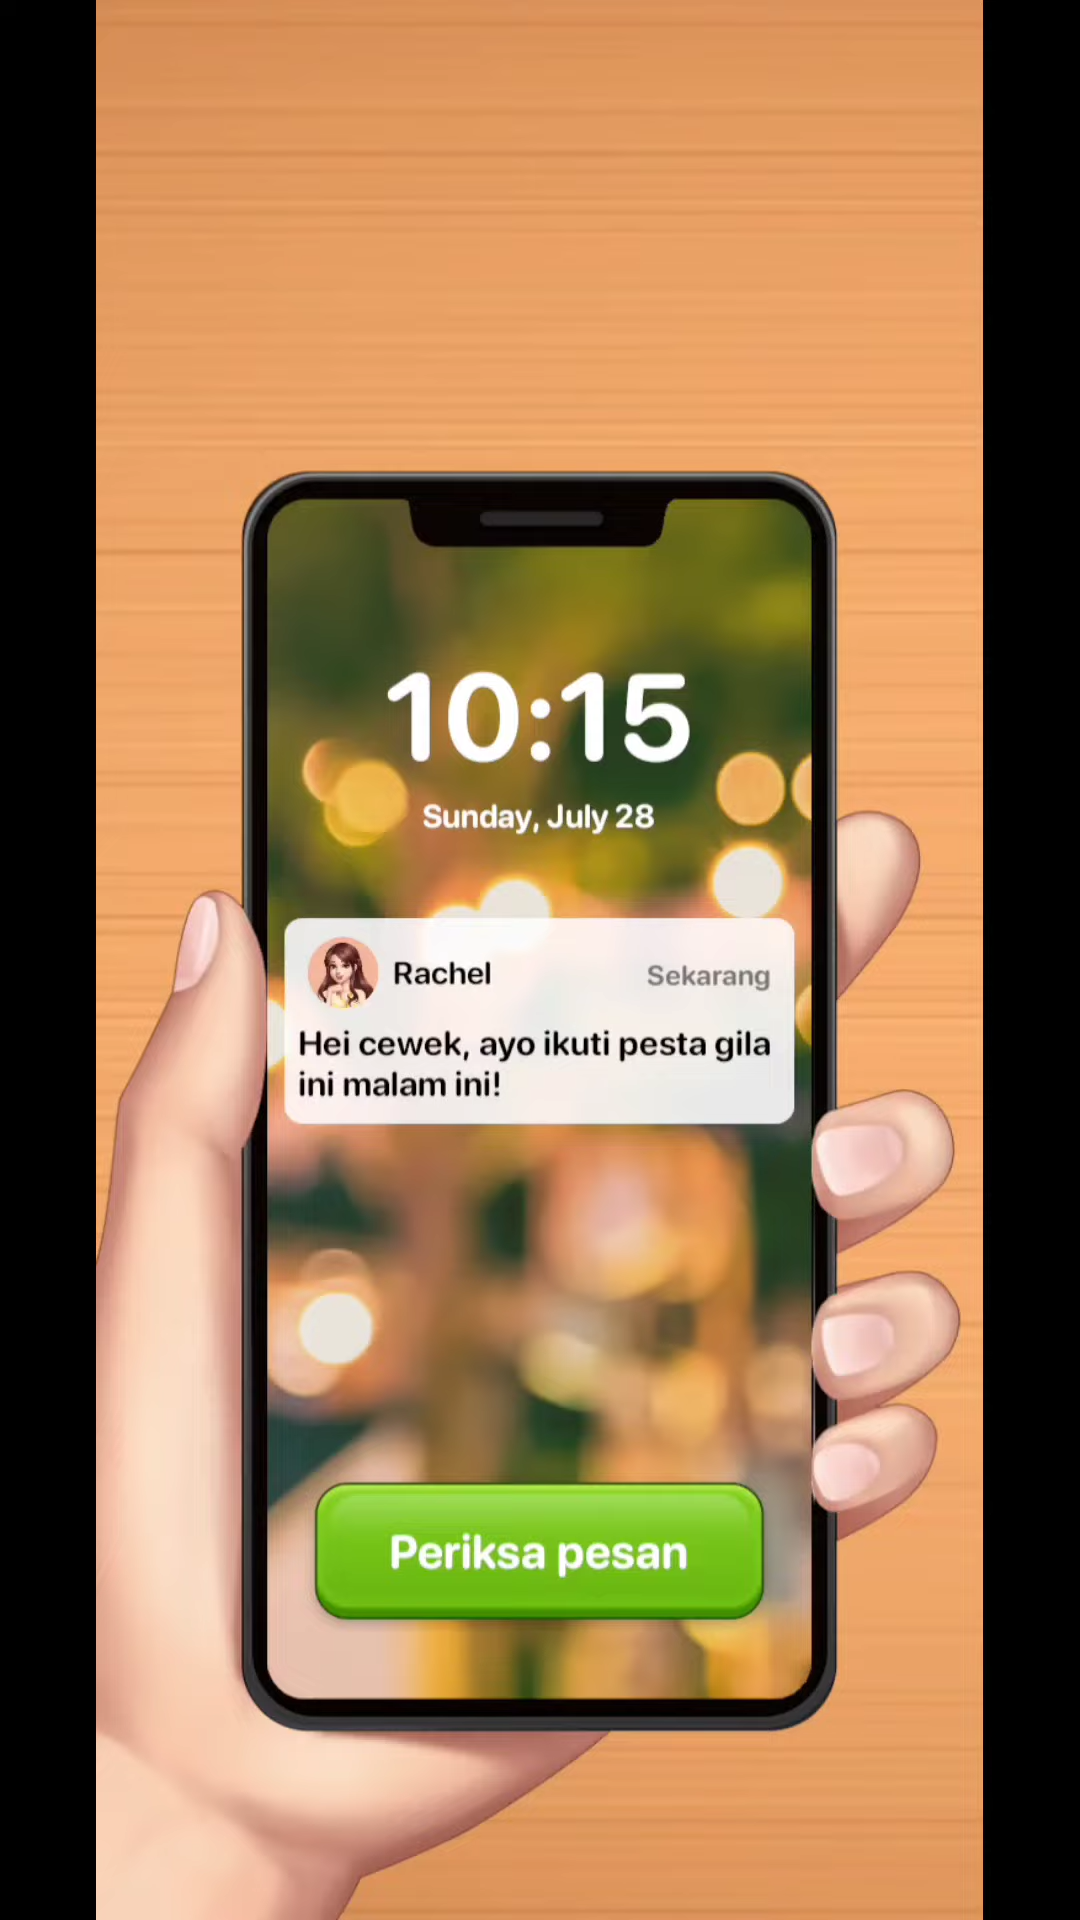 10:15
Sunday, July 28
Rachel
Sekarang
Hei cewek, ayo ikuti pesta gila
ini malam ini!
Periksa pesan